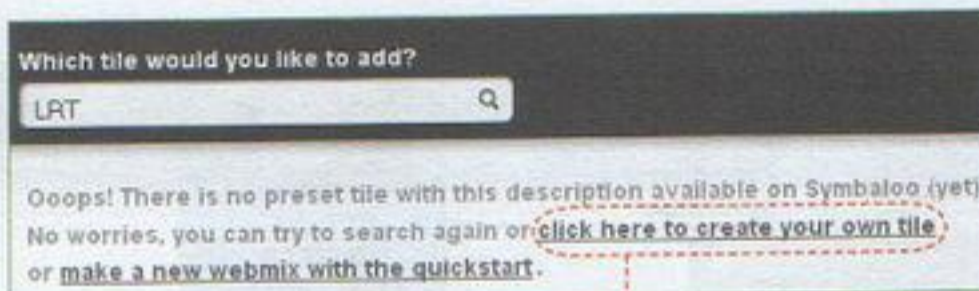 Which tile would you like to add?
LRT
Ooops! There is no preset tile with this description available on Symbaloo (yet)
No worries, you can try to search again or click here to create your own tile
or make a new webmix with the quickstart.